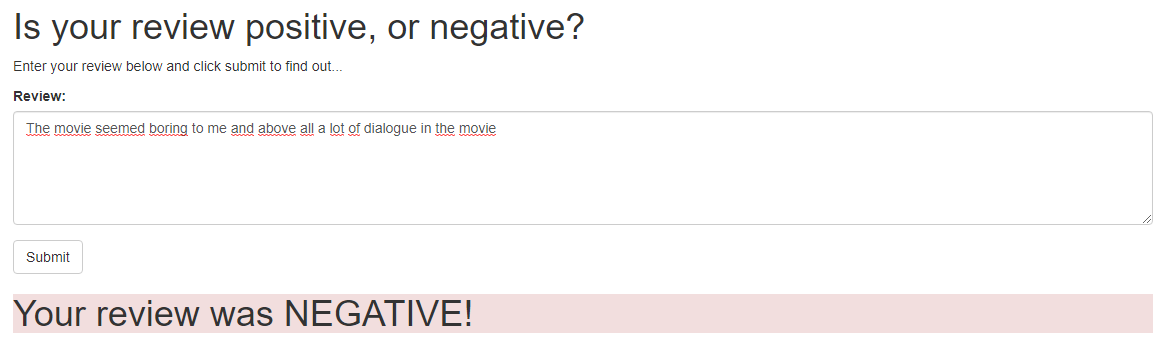 Is your review positive, or negative?
Enter your review below and click submit to find out...
Review:
The movie seemed boring to me and above all a lot of dialogue in the movie
Submit
Your review was NEGATIVE!